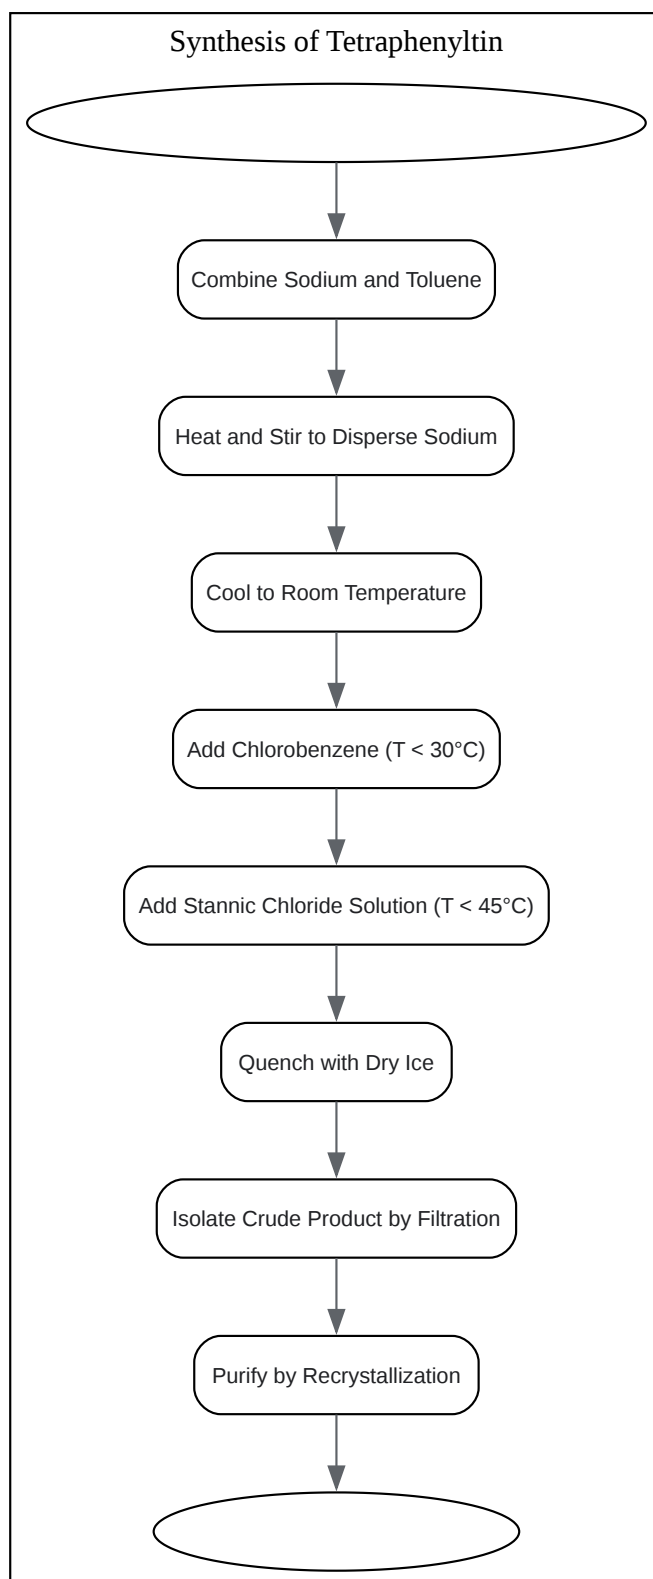 Synthesis of Tetraphenyltin
Combine Sodium and Toluene
Heat and Stir to Disperse Sodium
Cool to Room Temperature
Add Chlorobenzene (T < 30°C)
Add Stannic Chloride Solution (T < 45°C)
Quench with Dry Ice
Isolate Crude Product by Filtration
Purify by Recrystallization